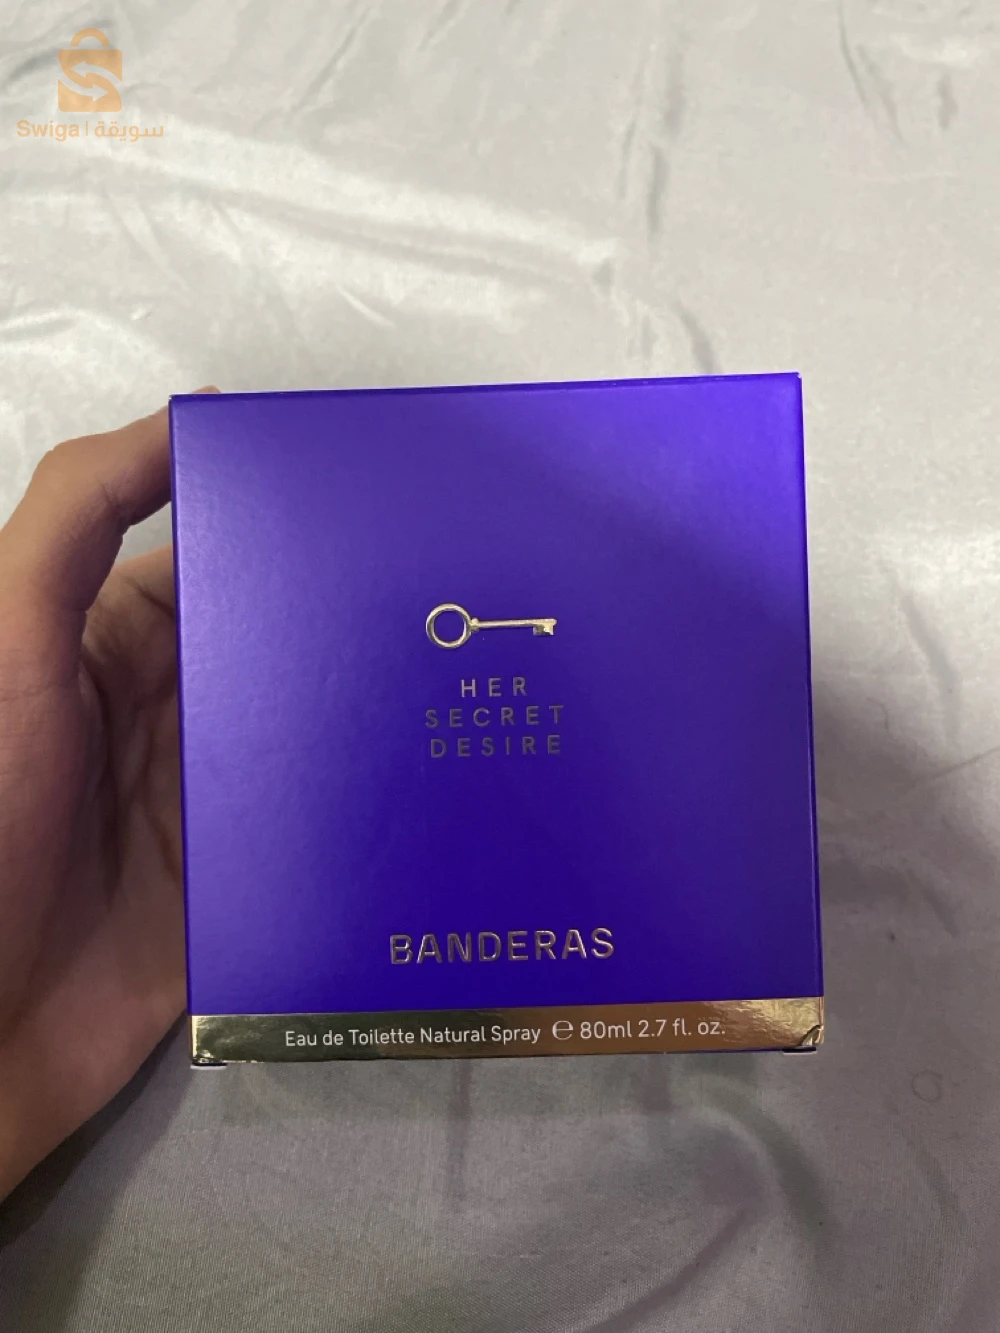 Swiga | سويقة
HER
SECRET
DESIRE
BANDERAS
Eau de Toilette Natural Spray ℮ 80ml 2.7 fl. oz.